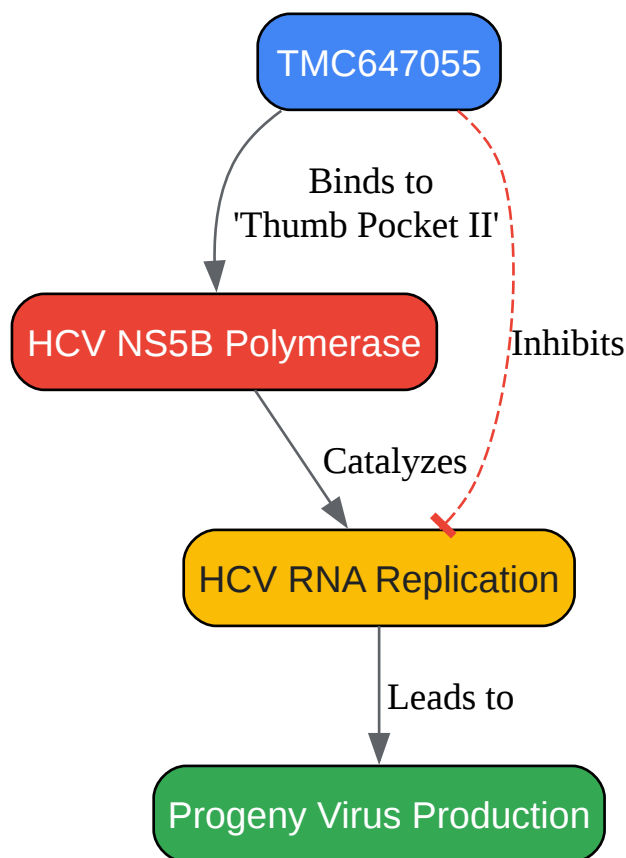 TMC647055
Binds to
'Thumb Pocket II'
HCV NS5B Polymerase
Inhibits
Catalyzes
HCV RNA Replication
Leads to
Progeny Virus Production